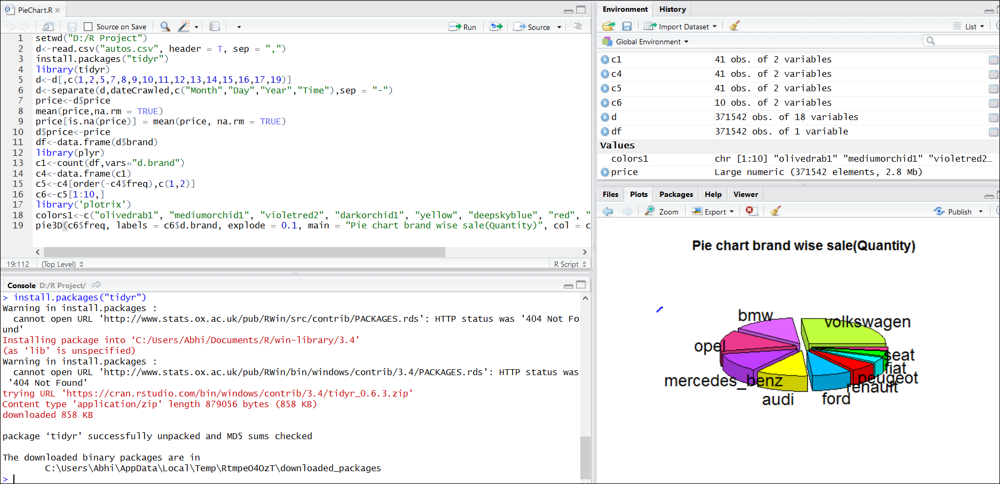 PieChart.R
Source on Save
Run
Source
1 setwd("D:/R Project")
2 d<-read.csv("autos.csv", header = T, sep = ",")
3 install.packages("tidyr")
4 library(tidyr)
5 d<-d[,c(1,2,5,7,8,9,10,11,12,13,14,15,16,17,19)]
6 d<-separate(d,dateCrawled,c("Month","Day","Year","Time"),sep = "-")
7 price<-d$price
8 mean(price,na.rm = TRUE)
9 price[is.na(price)] = mean(price, na.rm = TRUE)
10 d$price<-price
11 df<-data.frame(d$brand)
12 library(plyr)
13 c1<-count(df,vars="d.brand")
14 c4<-data.frame(c1)
15 c5<-c4[order(-c4$freq),c(1,2)]
16 c6<-c5[1:10,]
17 library('plotrix')
18 colors1<-c("olivedrab1", "mediumorchid1", "violetred2", "darkorchid1", "yellow", "deepskyblue", "red", "
19 pie3D(c6$freq, labels = c6$d.brand, explode = 0.1, main = "Pie chart brand wise sale(Quantity)", col = c
19:112 (Top Level) R Script
Console D:/R Project/
> install.packages("tidyr")
Warning in install.packages :
cannot open URL 'http://www.stats.ox.ac.uk/pub/RWin/src/contrib/PACKAGES.rds': HTTP status was '404 Not Fo
und'
Installing package into ‘C:/Users/Abhi/Documents/R/win-library/3.4’
(as ‘lib’ is unspecified)
Warning in install.packages :
cannot open URL 'http://www.stats.ox.ac.uk/pub/RWin/bin/windows/contrib/3.4/PACKAGES.rds': HTTP status was
'404 Not Found'
trying URL 'https://cran.rstudio.com/bin/windows/contrib/3.4/tidyr_0.6.3.zip'
Content type 'application/zip' length 879056 bytes (858 KB)
downloaded 858 KB
package ‘tidyr’ successfully unpacked and MD5 sums checked
The downloaded binary packages are in
C:\Users\Abhi\AppData\Local\Temp\RtmpeO4OzT\downloaded_packages
>
Environment History
Import Dataset List
Global Environment
c1 41 obs. of 2 variables
c4 41 obs. of 2 variables
c5 41 obs. of 2 variables
c6 10 obs. of 2 variables
d 371542 obs. of 18 variables
df 371542 obs. of 1 variable
Values
colors1 chr [1:10] "olivedrab1" "mediumorchid1" "violetred2…
price Large numeric (371542 elements, 2.8 Mb)
Files Plots Packages Help Viewer
Zoom Export Publish
Pie chart brand wise sale(Quantity)
bmw
volkswagen
opel
seat
fiat
mercedes_benz
peugeot
renault
audi
ford